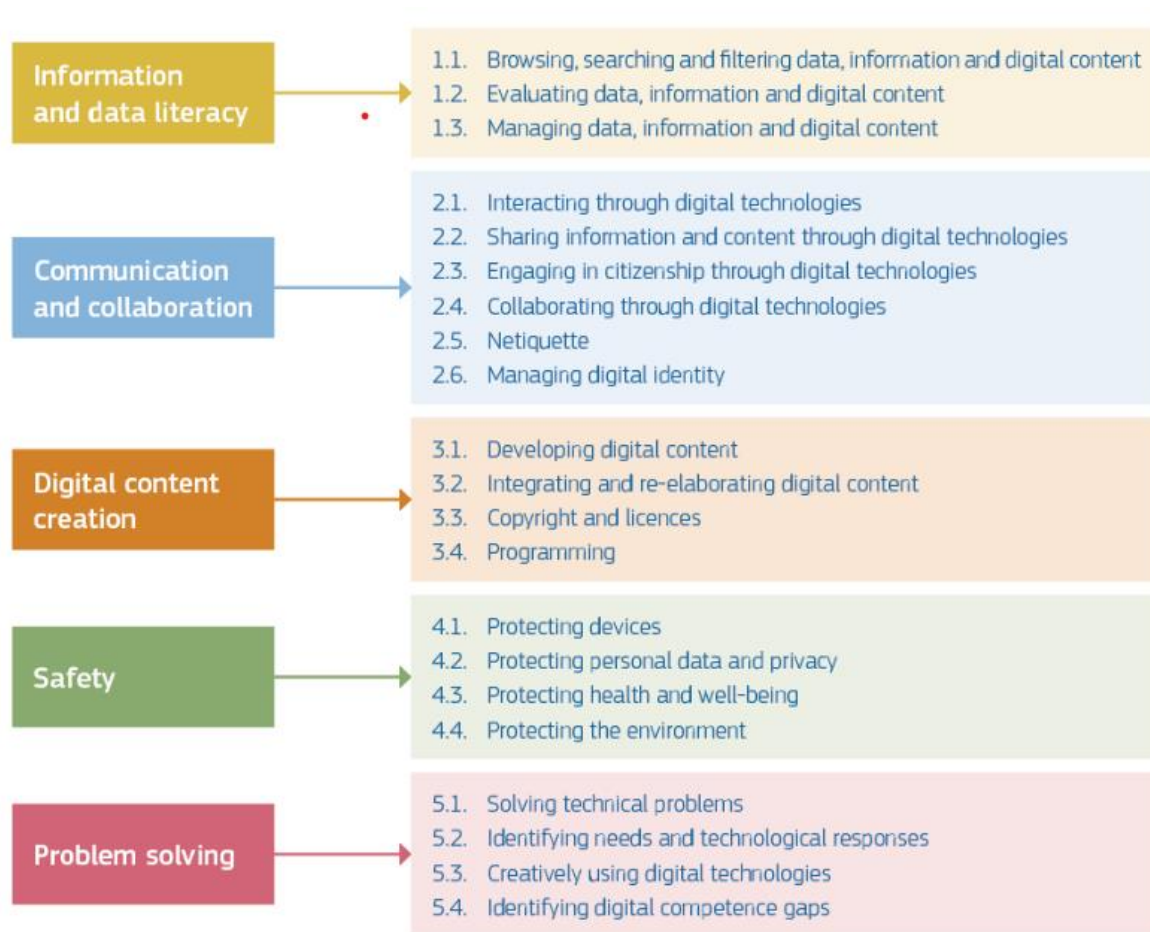 Information
and data literacy
1.1. Browsing, searching and filtering data, information and digital content
1.2. Evaluating data, information and digital content
1.3. Managing data, information and digital content
Communication
and collaboration
2.1. Interacting through digital technologies
2.2. Sharing information and content through digital technologies
2.3. Engaging in citizenship through digital technologies
2.4. Collaborating through digital technologies
2.5. Netiquette
2.6. Managing digital identity
Digital content
creation
3.1. Developing digital content
3.2. Integrating and re-elaborating digital content
3.3. Copyright and licences
3.4. Programming
Safety
4.1. Protecting devices
4.2. Protecting personal data and privacy
4.3. Protecting health and well-being
4.4. Protecting the environment
Problem solving
5.1. Solving technical problems
5.2. Identifying needs and technological responses
5.3. Creatively using digital technologies
5.4. Identifying digital competence gaps